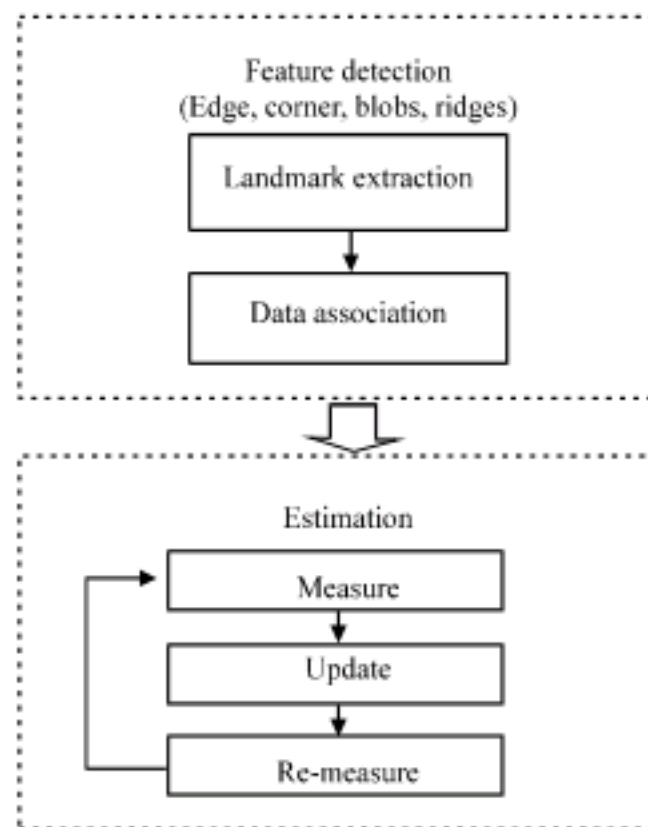 Feature detection
(Edge, corner, blobs, ridges)
Landmark extraction
Data association
Estimation
Measure
Update
Re-measure